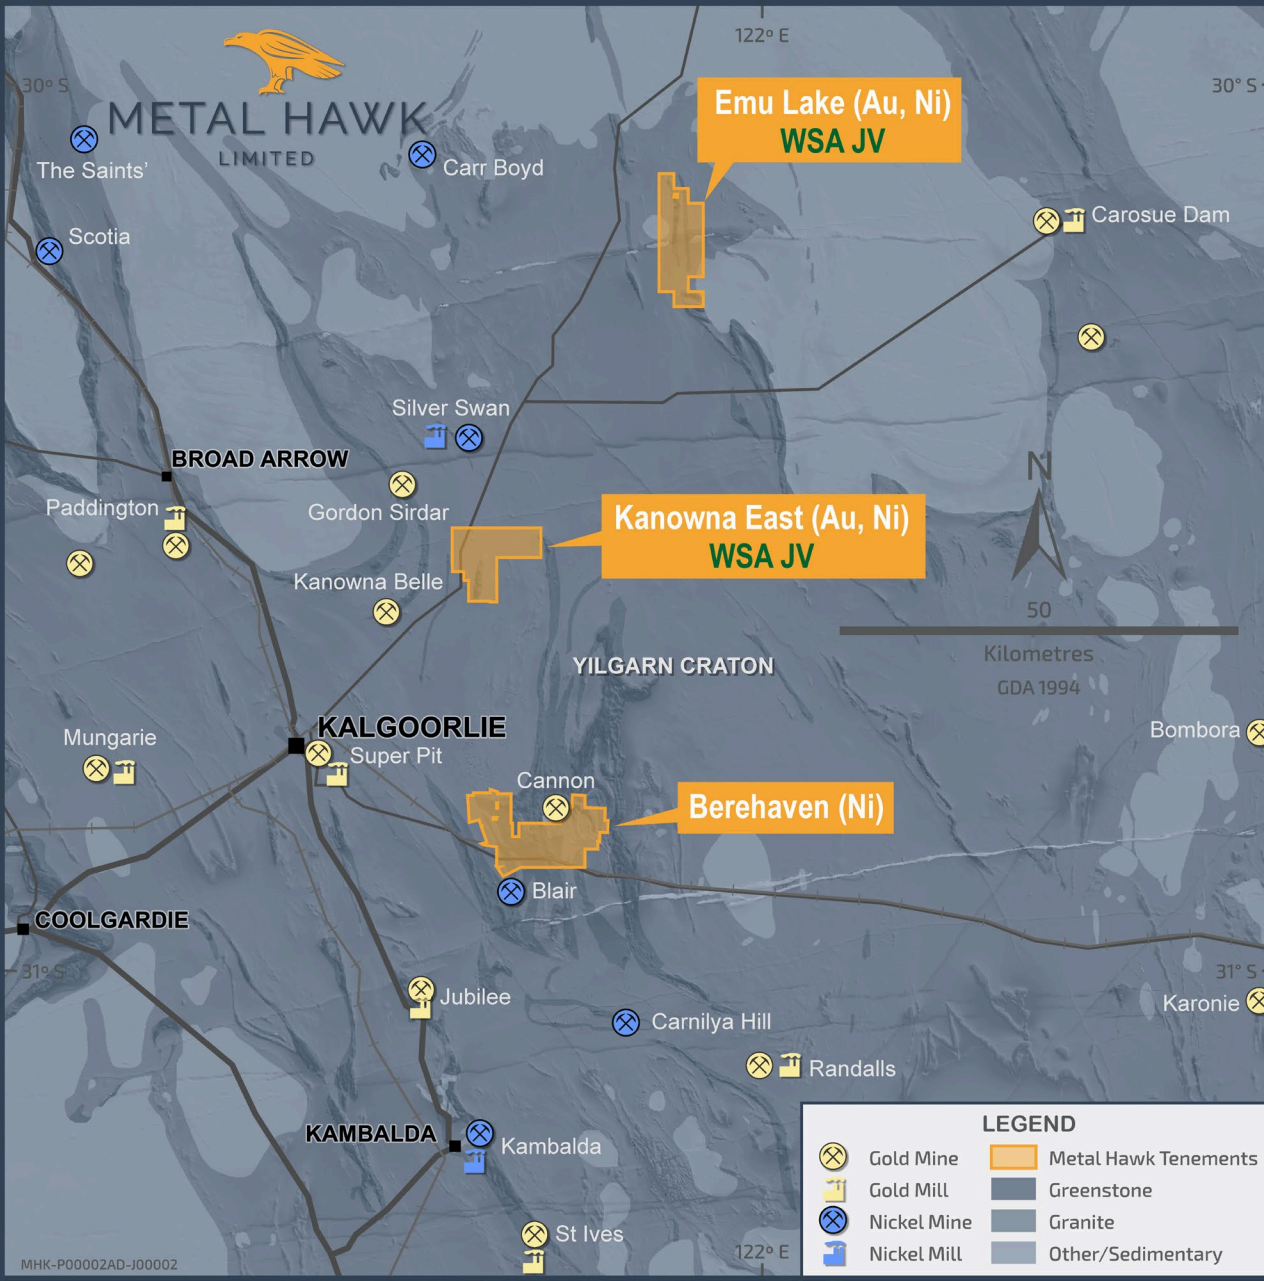 122º E
30º S
30° S
METAL HAWK
LIMITED
Emu Lake (Au, Ni)
WSA JV
The Saints'
Carr Boyd
Carosue Dam
Scotia
Silver Swan
BROAD ARROW
Paddington
Gordon Sirdar
N
Kanowna East (Au, Ni)
WSA JV
Kanowna Belle
50
Kilometres
GDA 1994
YILGARN CRATON
KALGOORLIE
Super Pit
Mungarie
Bombora
Cannon
Berehaven (Ni)
Blair
COOLGARDIE
31º S
31° S
Jubilee
Karonie
Carnilya Hill
Randalls
KAMBALDA
Kambalda
St Ives
122º E
MHK-P00002AD-J00002
LEGEND
Gold Mine
Metal Hawk Tenements
Gold Mill
Greenstone
Nickel Mine
Granite
Nickel Mill
Other/Sedimentary